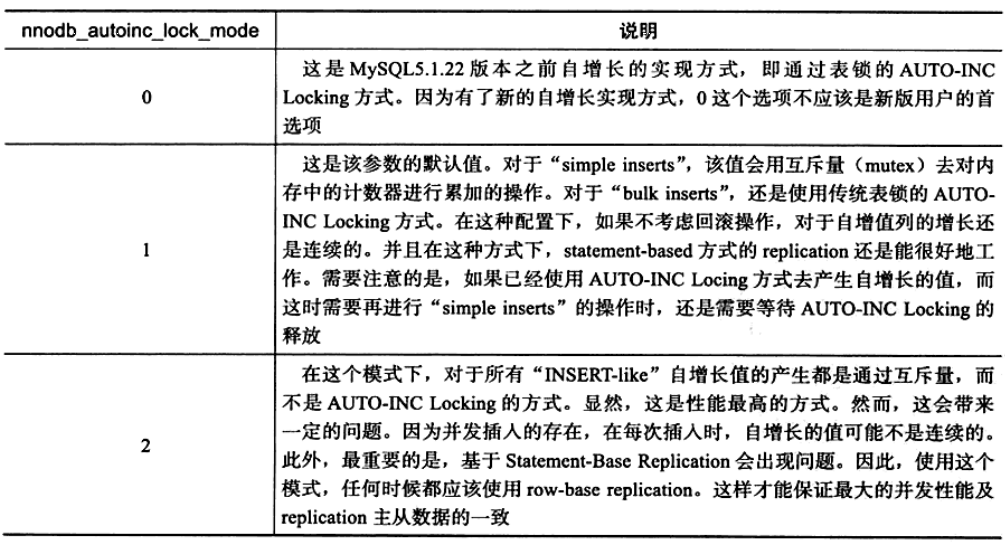 nnodb_autoinc_lock_mode 说明
这是 MySQL5.1.22 版本之前自增长的实现方式，即通过表锁的 AUTO-INC
0
Locking 方式。因为有了新的自增长实现方式，0 这个选项不应该是新版用户的首
选项
这是该参数的默认值。对于“simple inserts”，该值会用互斥量（mutex）去对内
存中的计数器进行累加的操作。对于“bulk inserts”，还是使用传统表锁的 AUTO-
INC Locking 方式。在这种配置下，如果不考虑回滚操作，对于自增值列的增长还
1
是连续的。并且在这种方式下，statement-based 方式的 replication 还是能很好地工
作。需要注意的是，如果已经使用 AUTO-INC Locing 方式去产生自增长的值，而
这时需要再进行“simple inserts”的操作时，还是需要等待 AUTO-INC Locking 的
释放
在这个模式下，对于所有“INSERT-like”自增长值的产生都是通过互斥量，而
不是 AUTO-INC Locking 的方式。显然，这是性能最高的方式。然而，这会带来
一定的问题。因为并发插入的存在，在每次插入时，自增长的值可能不是连续的。
2
此外，最重要的是，基于 Statement-Base Replication 会出现问题。因此，使用这个
模式，任何时候都应该使用 row-base replication。这样才能保证最大的并发性能及
replication 主从数据的一致